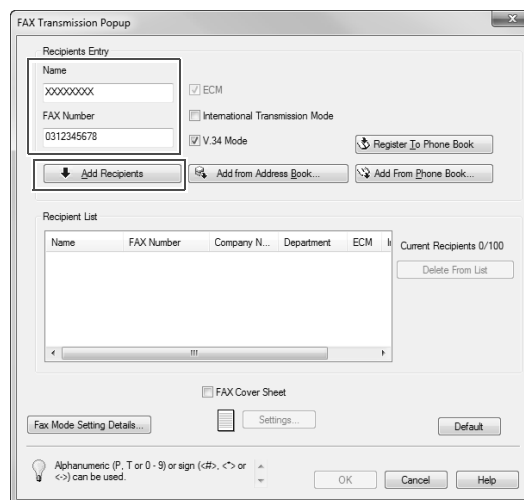 FAX Transmission Popup
Recipients Entry
Name
XXXXXXXX
ECM
FAX Number
International Transmission Mode
0312345678
V.34 Mode
Register To Phone Book
Add Recipients
Add from Address Book...
Add From Phone Book...
Recipient List
Name FAX Number Company N... Department ECM
Current Recipients 0/100
Delete From List
FAX Cover Sheet
Fax Mode Setting Details...
Settings...
Default
Alphanumeric (P, T or 0 - 9) or sign (<#>, <*> or
<-> can be used.
OK Cancel Help